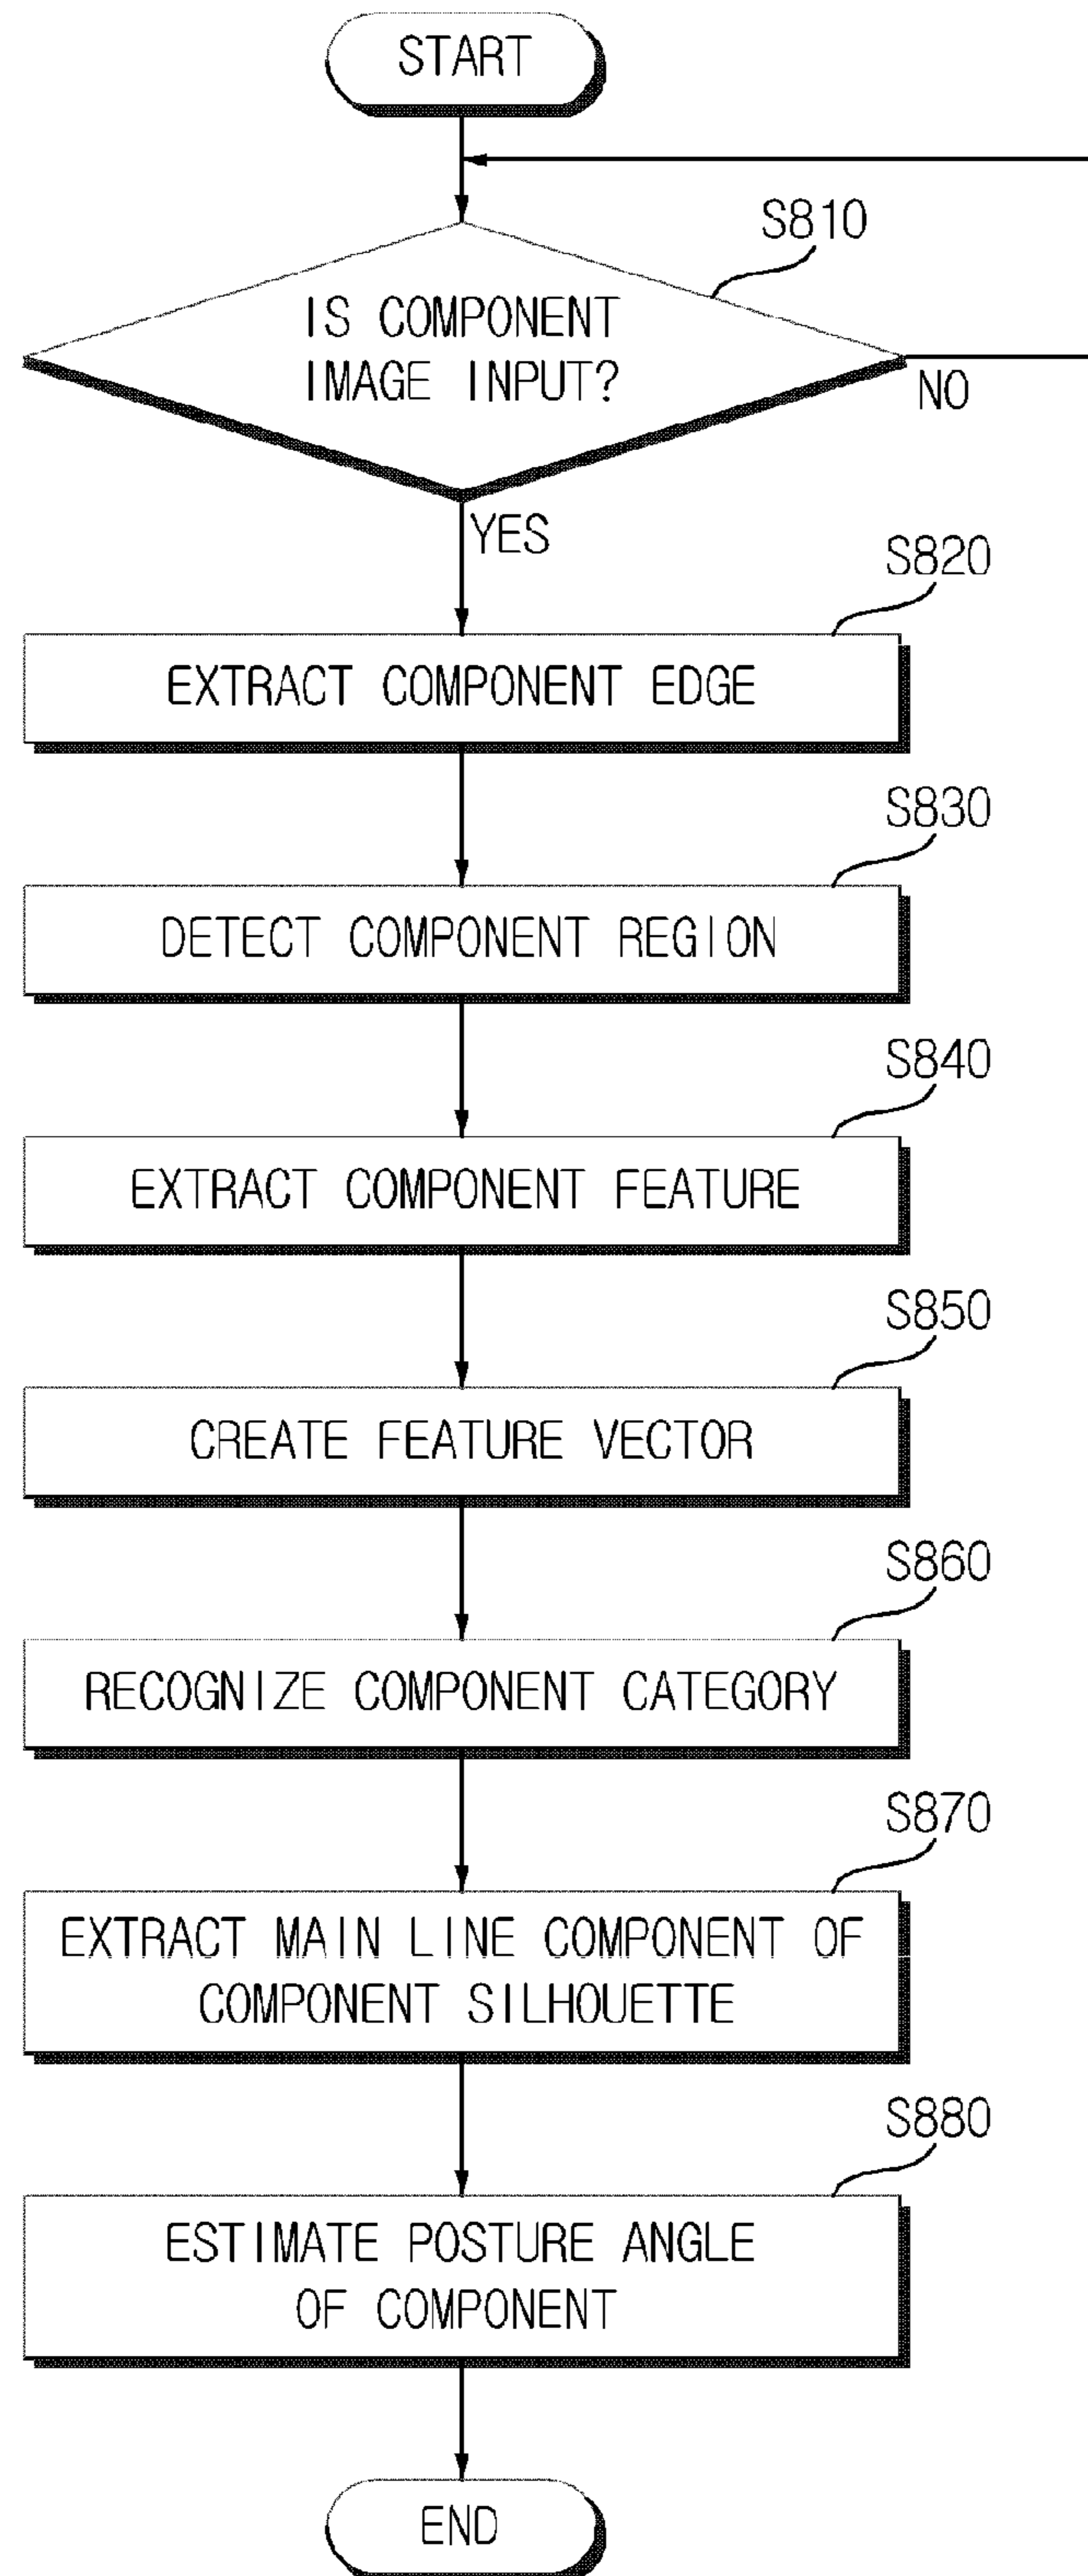 START
S810
IS COMPONENT
IMAGE INPUT?
NO
YES
S820
EXTRACT COMPONENT EDGE
S830
DETECT COMPONENT REGION
S840
EXTRACT COMPONENT FEATURE
S850
CREATE FEATURE VECTOR
S860
RECOGNIZE COMPONENT CATEGORY
S870
EXTRACT MAIN LINE COMPONENT OF
COMPONENT SILHOUETTE
S880
ESTIMATE POSTURE ANGLE
OF COMPONENT
END